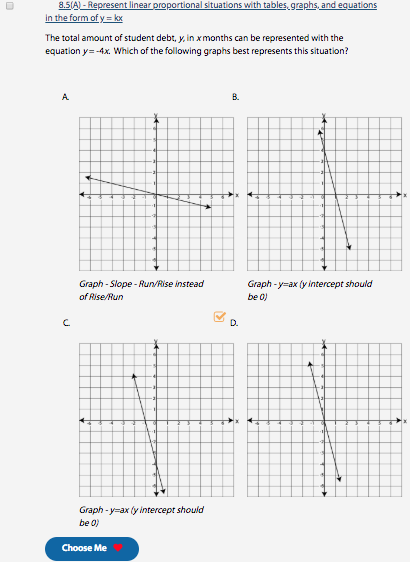 8.5(A) - Represent linear proportional situations with tables, graphs, and equations
in the form of y = kx
The total amount of student debt, y, in x months can be represented with the
equation y = -4x. Which of the following graphs best represents this situation?
A. B.
Graph - Slope - Run/Rise instead
of Rise/Run
Graph - y=ax (y intercept should
be 0)
C. D.
Graph - y=ax (y intercept should
be 0)
Choose Me